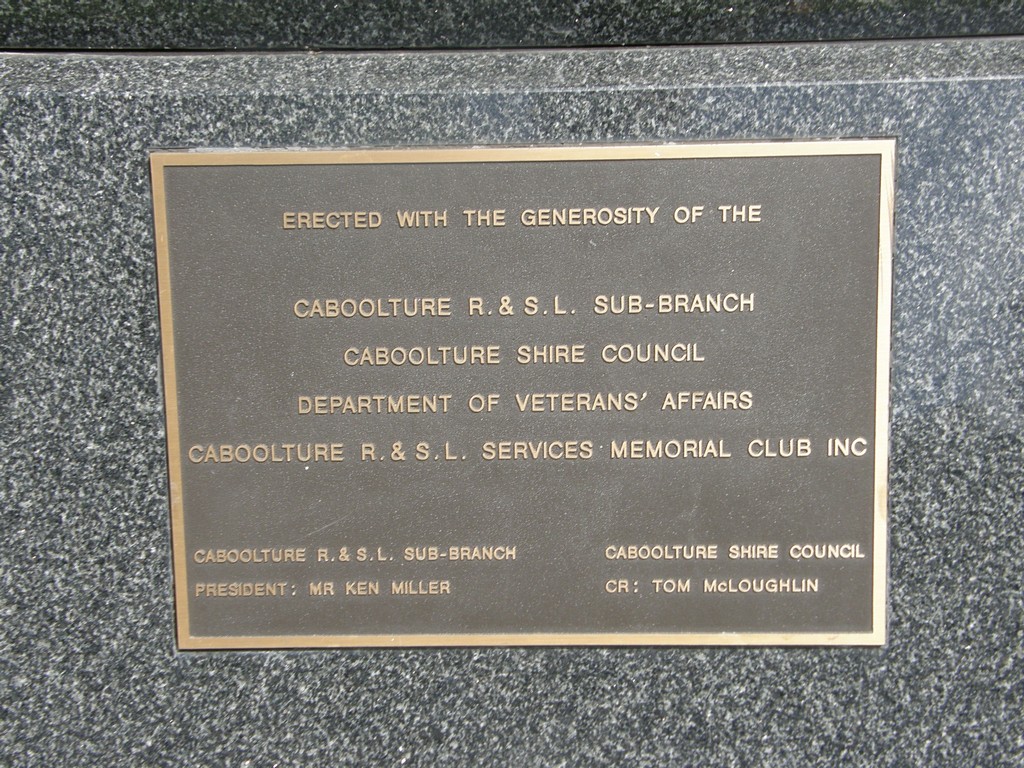 ERECTED WITH THE GENEROSITY OF THE
CABOOLTURE R.& S.L. SUB-BRANCH
CABOOLTURE SHIRE COUNCIL
DEPARTMENT OF VETERANS' AFFAIRS
CABOOLTURE R.& S.L. SERVICES MEMORIAL CLUB INC
CABOOLTURE R.& S.L. SUB-BRANCH
PRESIDENT: MR KEN MILLER
CABOOLTURE SHIRE COUNCIL
CR: TOM McLOUGHLIN